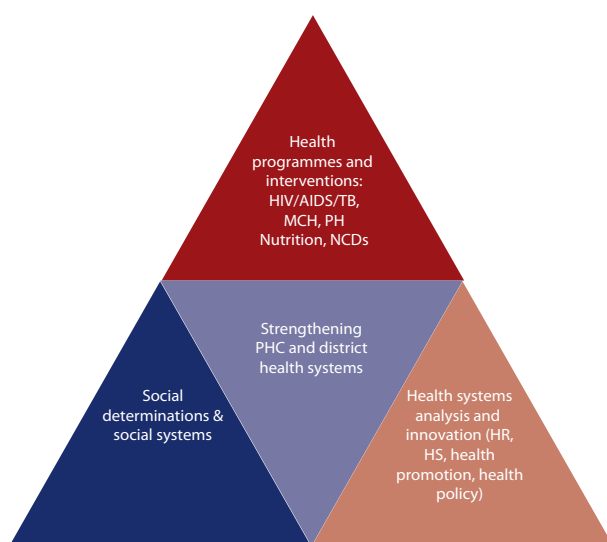 Health
programmes and
interventions:
HIV/AIDS/TB,
MCH, PH
Nutrition, NCDs
Strengthening
PHC and district
health systems
Social
determinations &
social systems
Health systems
analysis and
innovation (HR,
HS, health
promotion, health
policy)